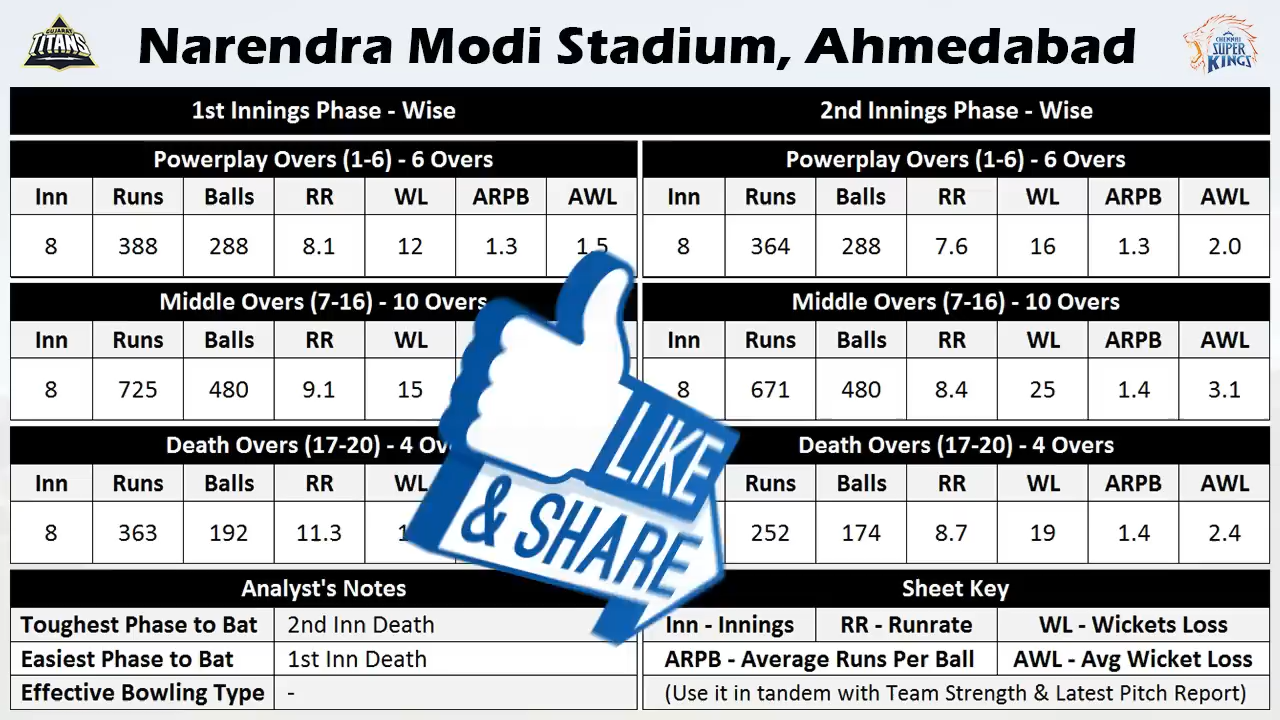 GUJARAT
TITANS
Narendra Modi Stadium, Ahmedabad
CHENNAI
SUPER
KINGS
1st Innings Phase - Wise
Powerplay Overs (1-6) - 6 Overs
Inn Runs Balls RR WL ARPB AWL
8 388 288 8.1 12 1.3 1.5
Middle Overs (7-16) - 10 Overs
Inn Runs Balls RR WL
8 725 480 9.1 15
Death Overs (17-20) - 4
Inn Runs Balls RR WL
8 363 192 11.3
2nd Innings Phase - Wise
Powerplay Overs (1-6) - 6 Overs
Inn Runs Balls RR WL ARPB AWL
8 364 288 7.6 16 1.3 2.0
Middle Overs (7-16) - 10 Overs
Inn Runs Balls RR WL ARPB AWL
8 671 480 8.4 25 1.4 3.1
Death Overs (17-20) - 4 Overs
Runs Balls RR WL ARPB AWL
252 174 8.7 19 1.4 2.4
LIKE
& SHARE
Analyst's Notes
Toughest Phase to Bat 2nd Inn Death
Easiest Phase to Bat 1st Inn Death
Effective Bowling Type -
Sheet Key
Inn - Innings RR - Runrate WL - Wickets Loss
ARPB - Average Runs Per Ball AWL - Avg Wicket Loss
(Use it in tandem with Team Strength & Latest Pitch Report)